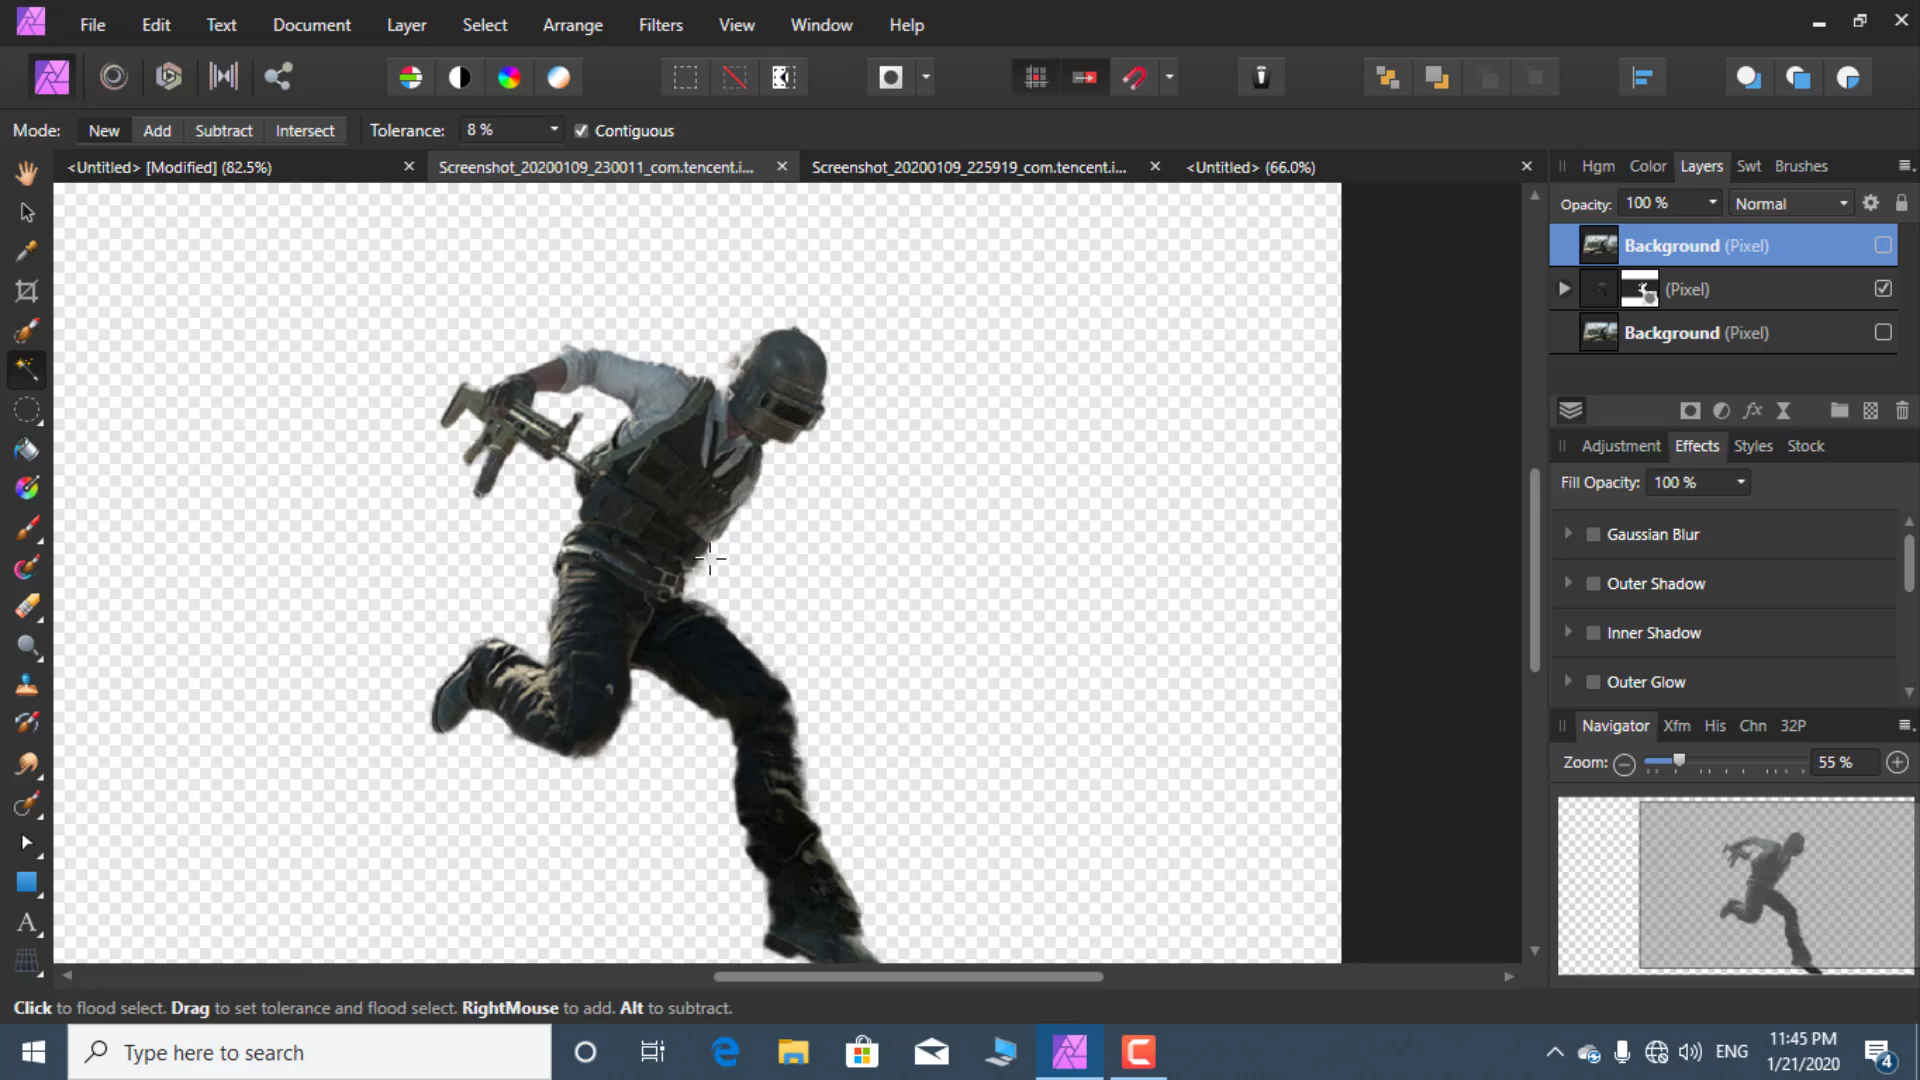 File Edit Text Document Layer Select Arrange Filters View Window Help
Mode: New Add Subtract Intersect Tolerance: 8 % Contiguous
<Untitled> [Modified] (82.5%) Screenshot_20200109_230011_com.tencent.i... Screenshot_20200109_225919_com.tencent.i... <Untitled> (66.0%)
Hgm Color Layers Swt Brushes
Opacity: 100 % Normal
Background (Pixel)
(Pixel)
Background (Pixel)
Adjustment Effects Styles Stock
Fill Opacity: 100 %
Gaussian Blur
Outer Shadow
Inner Shadow
Outer Glow
Navigator Xfm His Chn 32P
Zoom: 55 %
A
Click to flood select. Drag to set tolerance and flood select. RightMouse to add. Alt to subtract.
Type here to search
ENG
11:45 PM
1/21/2020
4